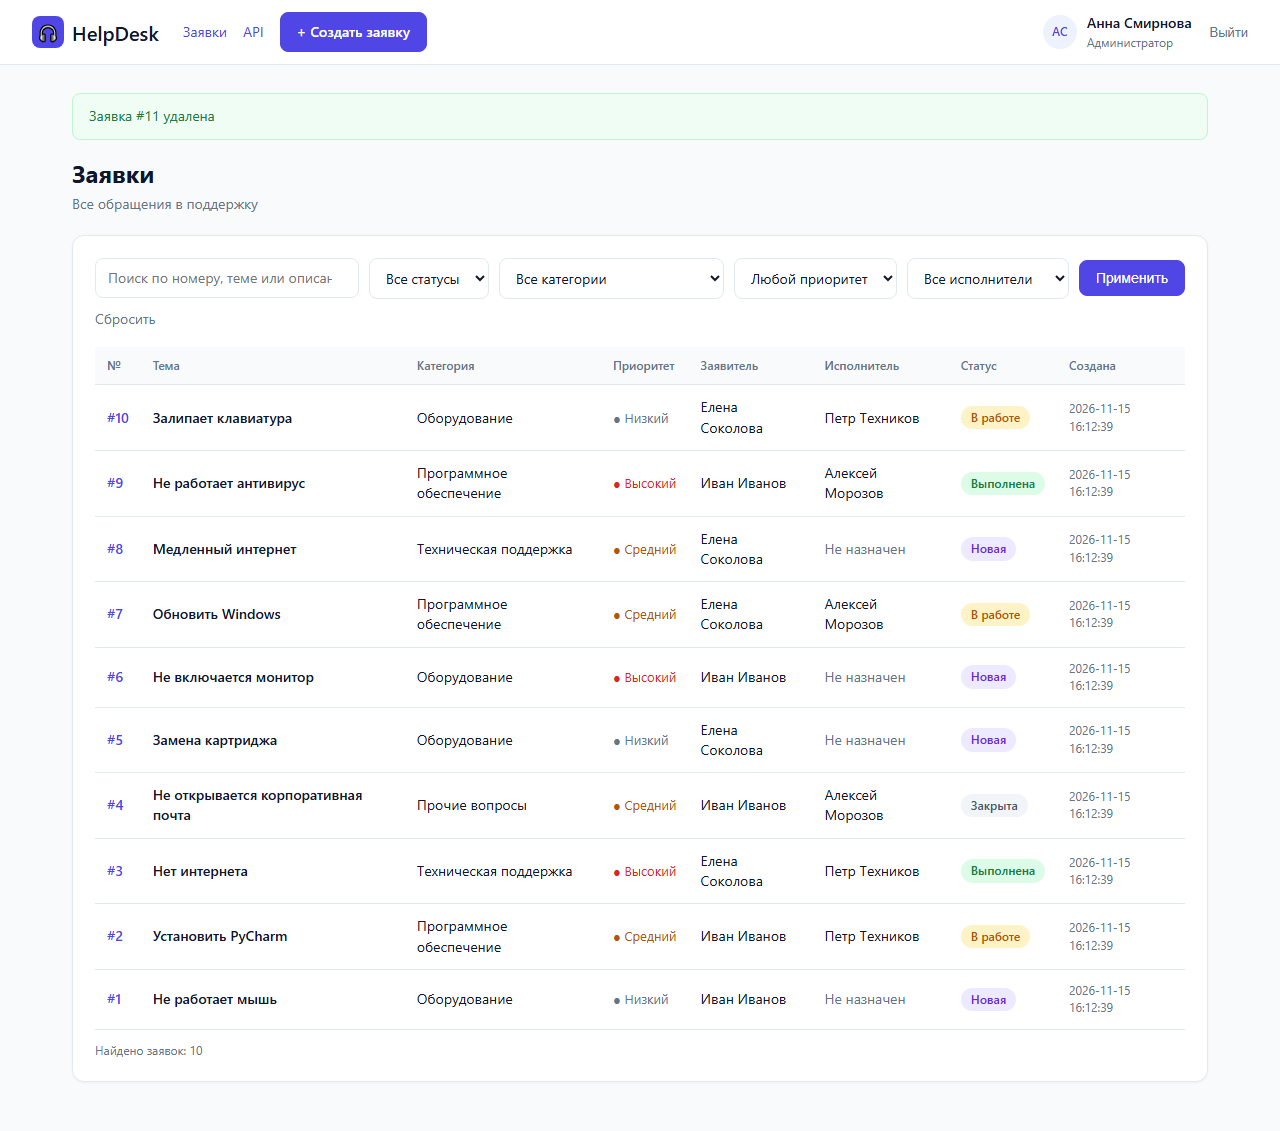 HelpDesk Заявки API + Создать заявку АС Анна Смирнова Администратор Выйти
Заявка #11 удалена
Заявки
Все обращения в поддержку
Поиск по номеру, теме или описан Все статусы Все категории Любой приоритет Все исполнители Применить
Сбросить
№ Тема Категория Приоритет Заявитель Исполнитель Статус Создана
#10 Залипает клавиатура Оборудование ● Низкий Елена Соколова Петр Техников В работе 2026-11-15 16:12:39
#9 Не работает антивирус Программное обеспечение ● Высокий Иван Иванов Алексей Морозов Выполнена 2026-11-15 16:12:39
#8 Медленный интернет Техническая поддержка ● Средний Елена Соколова Не назначен Новая 2026-11-15 16:12:39
#7 Обновить Windows Программное обеспечение ● Средний Елена Соколова Алексей Морозов В работе 2026-11-15 16:12:39
#6 Не включается монитор Оборудование ● Высокий Иван Иванов Не назначен Новая 2026-11-15 16:12:39
#5 Замена картриджа Оборудование ● Низкий Елена Соколова Не назначен Новая 2026-11-15 16:12:39
#4 Не открывается корпоративная почта Прочие вопросы ● Средний Иван Иванов Алексей Морозов Закрыта 2026-11-15 16:12:39
#3 Нет интернета Техническая поддержка ● Высокий Елена Соколова Петр Техников Выполнена 2026-11-15 16:12:39
#2 Установить PyCharm Программное обеспечение ● Средний Иван Иванов Петр Техников В работе 2026-11-15 16:12:39
#1 Не работает мышь Оборудование ● Низкий Иван Иванов Не назначен Новая 2026-11-15 16:12:39
Найдено заявок: 10